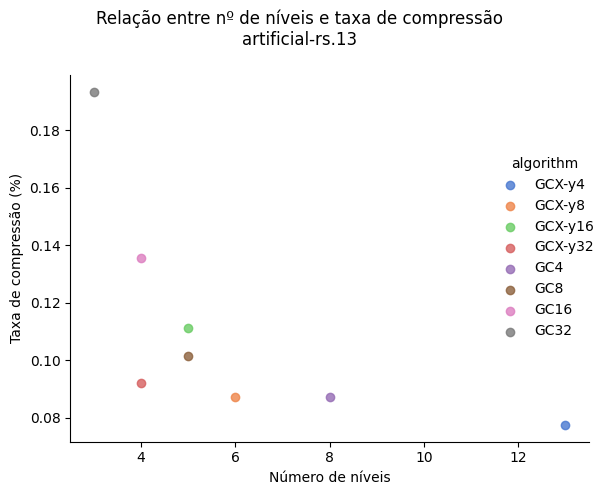 Relação entre nº de níveis e taxa de compressão
artificial-rs.13
Taxa de compressão (%)
0.18
0.16
0.14
0.12
0.10
0.08
4
6
8
10
12
Número de níveis
algorithm
GCX-y4
GCX-y8
GCX-y16
GCX-y32
GC4
GC8
GC16
GC32